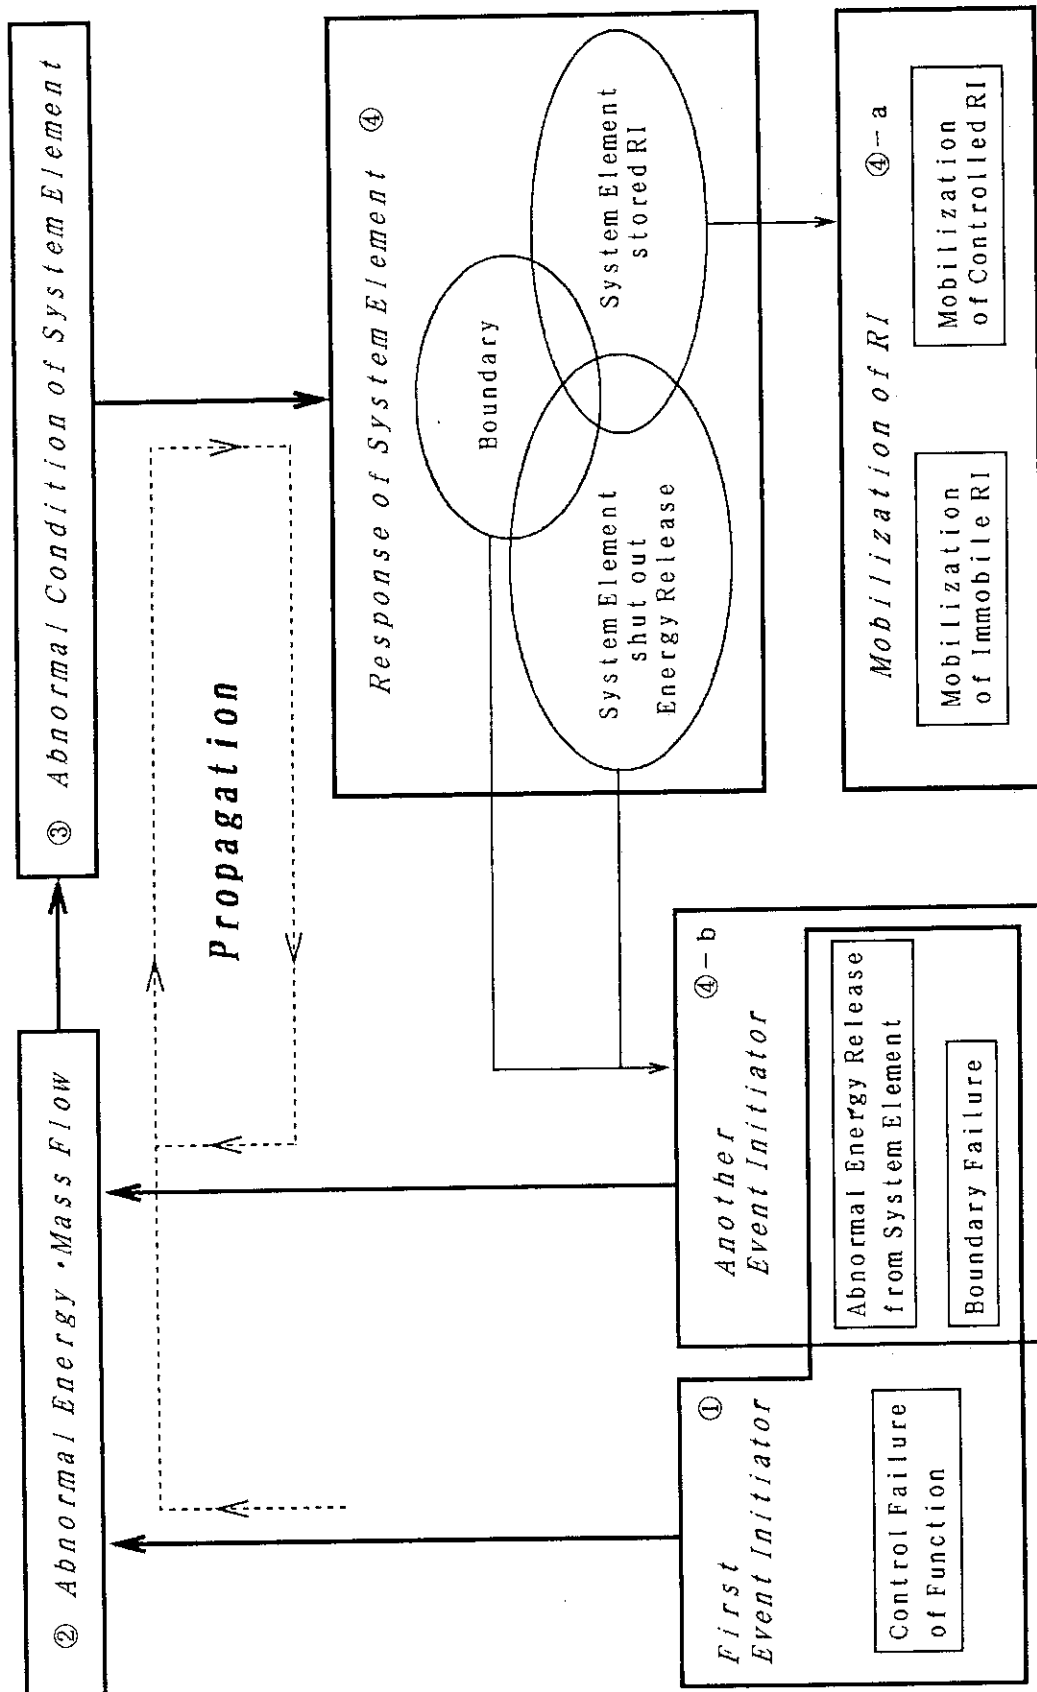 ② Abnormal Energy・Mass Flow
③ Abnormal Condition of System Element
Propagation
Response of System Element ④
Boundary
System Element
shut out
Energy Release
System Element
stored RI
First ①
Event Initiator
Control Failure
of Function
Another
Event Initiator ④-b
Abnormal Energy Release
from System Element
Boundary Failure
Mobilization of RI ④-a
Mobilization
of Immobile RI
Mobilization
of Controlled RI